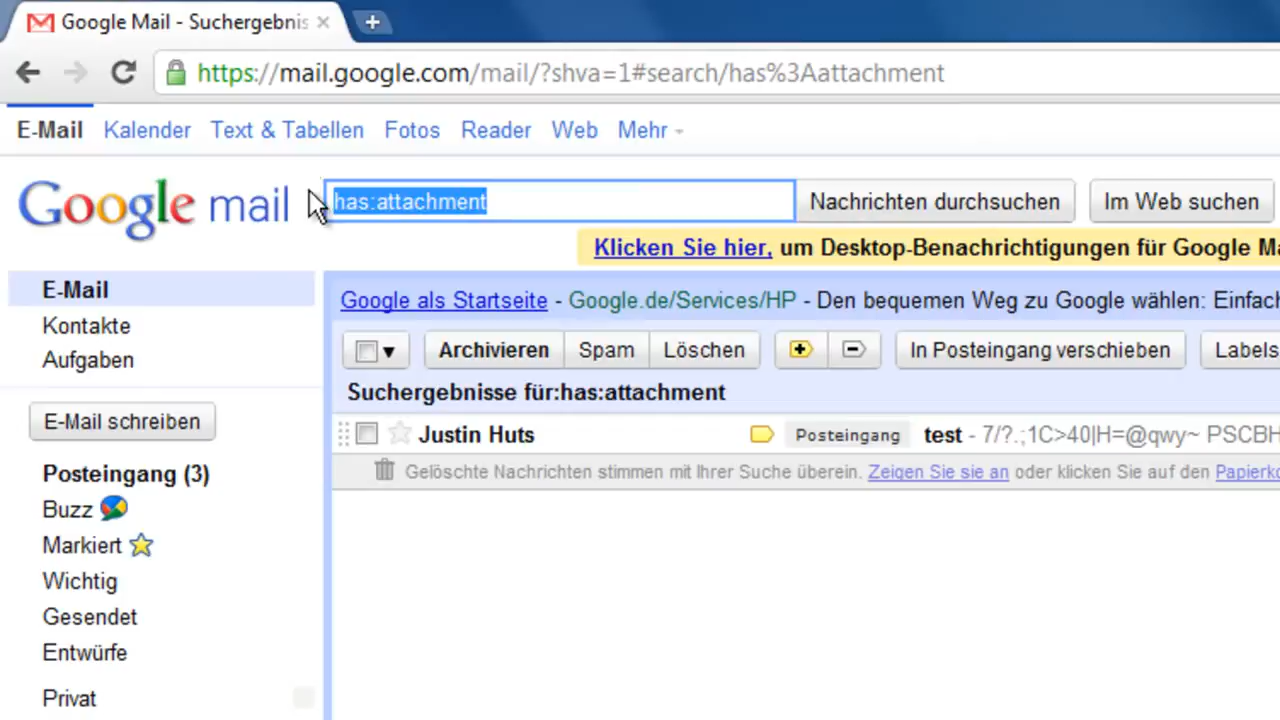 Google Mail - Suchergebnis
https://mail.google.com/mail/?shva=1#search/has%3Aattachment
E-Mail Kalender Text & Tabellen Fotos Reader Web Mehr
Google mail has:attachment Nachrichten durchsuchen Im Web suchen
Klicken Sie hier, um Desktop-Benachrichtigungen für Google
E-Mail
Kontakte
Aufgaben
E-Mail schreiben
Posteingang (3)
Buzz
Markiert
Wichtig
Gesendet
Entwürfe
Privat
Google als Startseite - Google.de/Services/HP - Den bequemen Weg zu Google wählen: Einfach
Archivieren Spam Löschen In Posteingang verschieben Labels
Suchergebnisse für:has:attachment
Justin Huts Posteingang test - 7/?.;1C>40|H=@qwy~ PSCBH
Gelöschte Nachrichten stimmen mit Ihrer Suche überein. Zeigen Sie sie an oder klicken Sie auf den Papierko